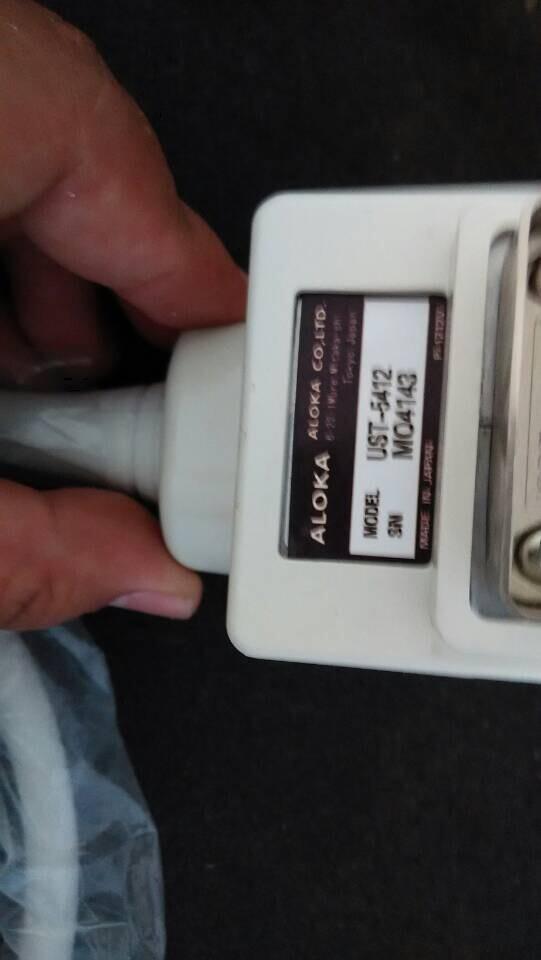 ALOKA ALOKA CO.,LTD.
Tokyo Japan
MODEL UST-5412
SN MO4143
MADE IN JAPAN